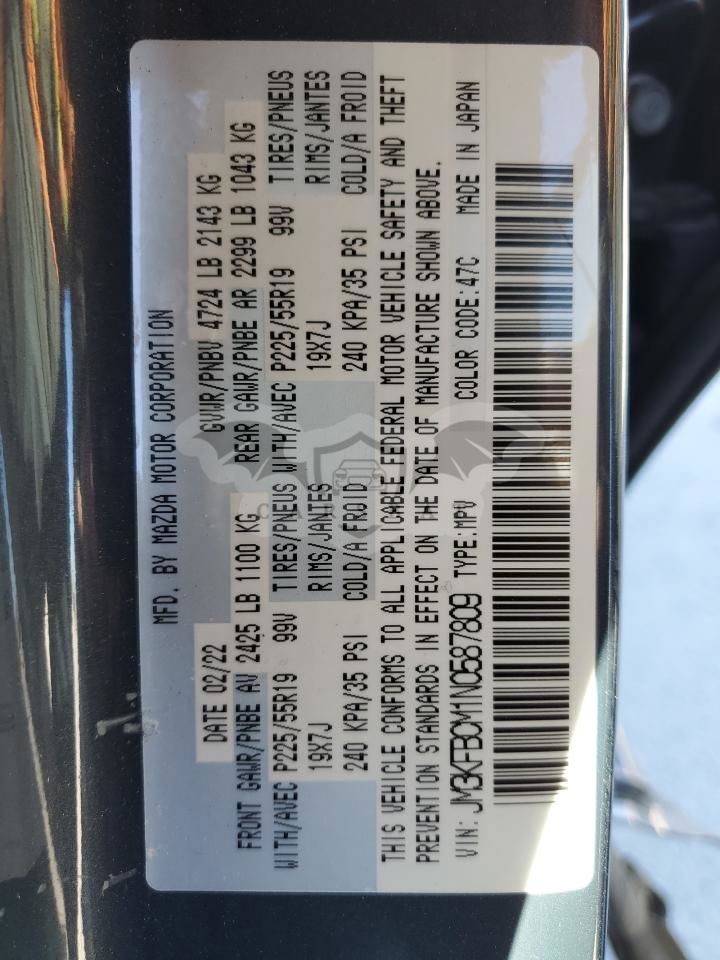 MFD. BY MAZDA MOTOR CORPORATION
DATE 02/22 GVWR/PNBV 4724 LB 2143 KG
FRONT GAWR/PNBE AV 2425 LB 1100 KG REAR GAWR/PNBE AR 2299 LB 1043 KG
WITH/AVEC P225/55R19 99V TIRES/PNEUS WITH/AVEC P225/55R19 99V TIRES/PNEUS
19X7J RIMS/JANTES 19X7J RIMS/JANTES
240 KPA/35 PSI COLD/A FROID 240 KPA/35 PSI COLD/A FROID
THIS VEHICLE CONFORMS TO ALL APPLICABLE FEDERAL MOTOR VEHICLE SAFETY AND THEFT
PREVENTION STANDARDS IN EFFECT ON THE DATE OF MANUFACTURE SHOWN ABOVE.
VIN: JM3KFBCM1N0587809 TYPE:MPV COLOR CODE:47C MADE IN JAPAN